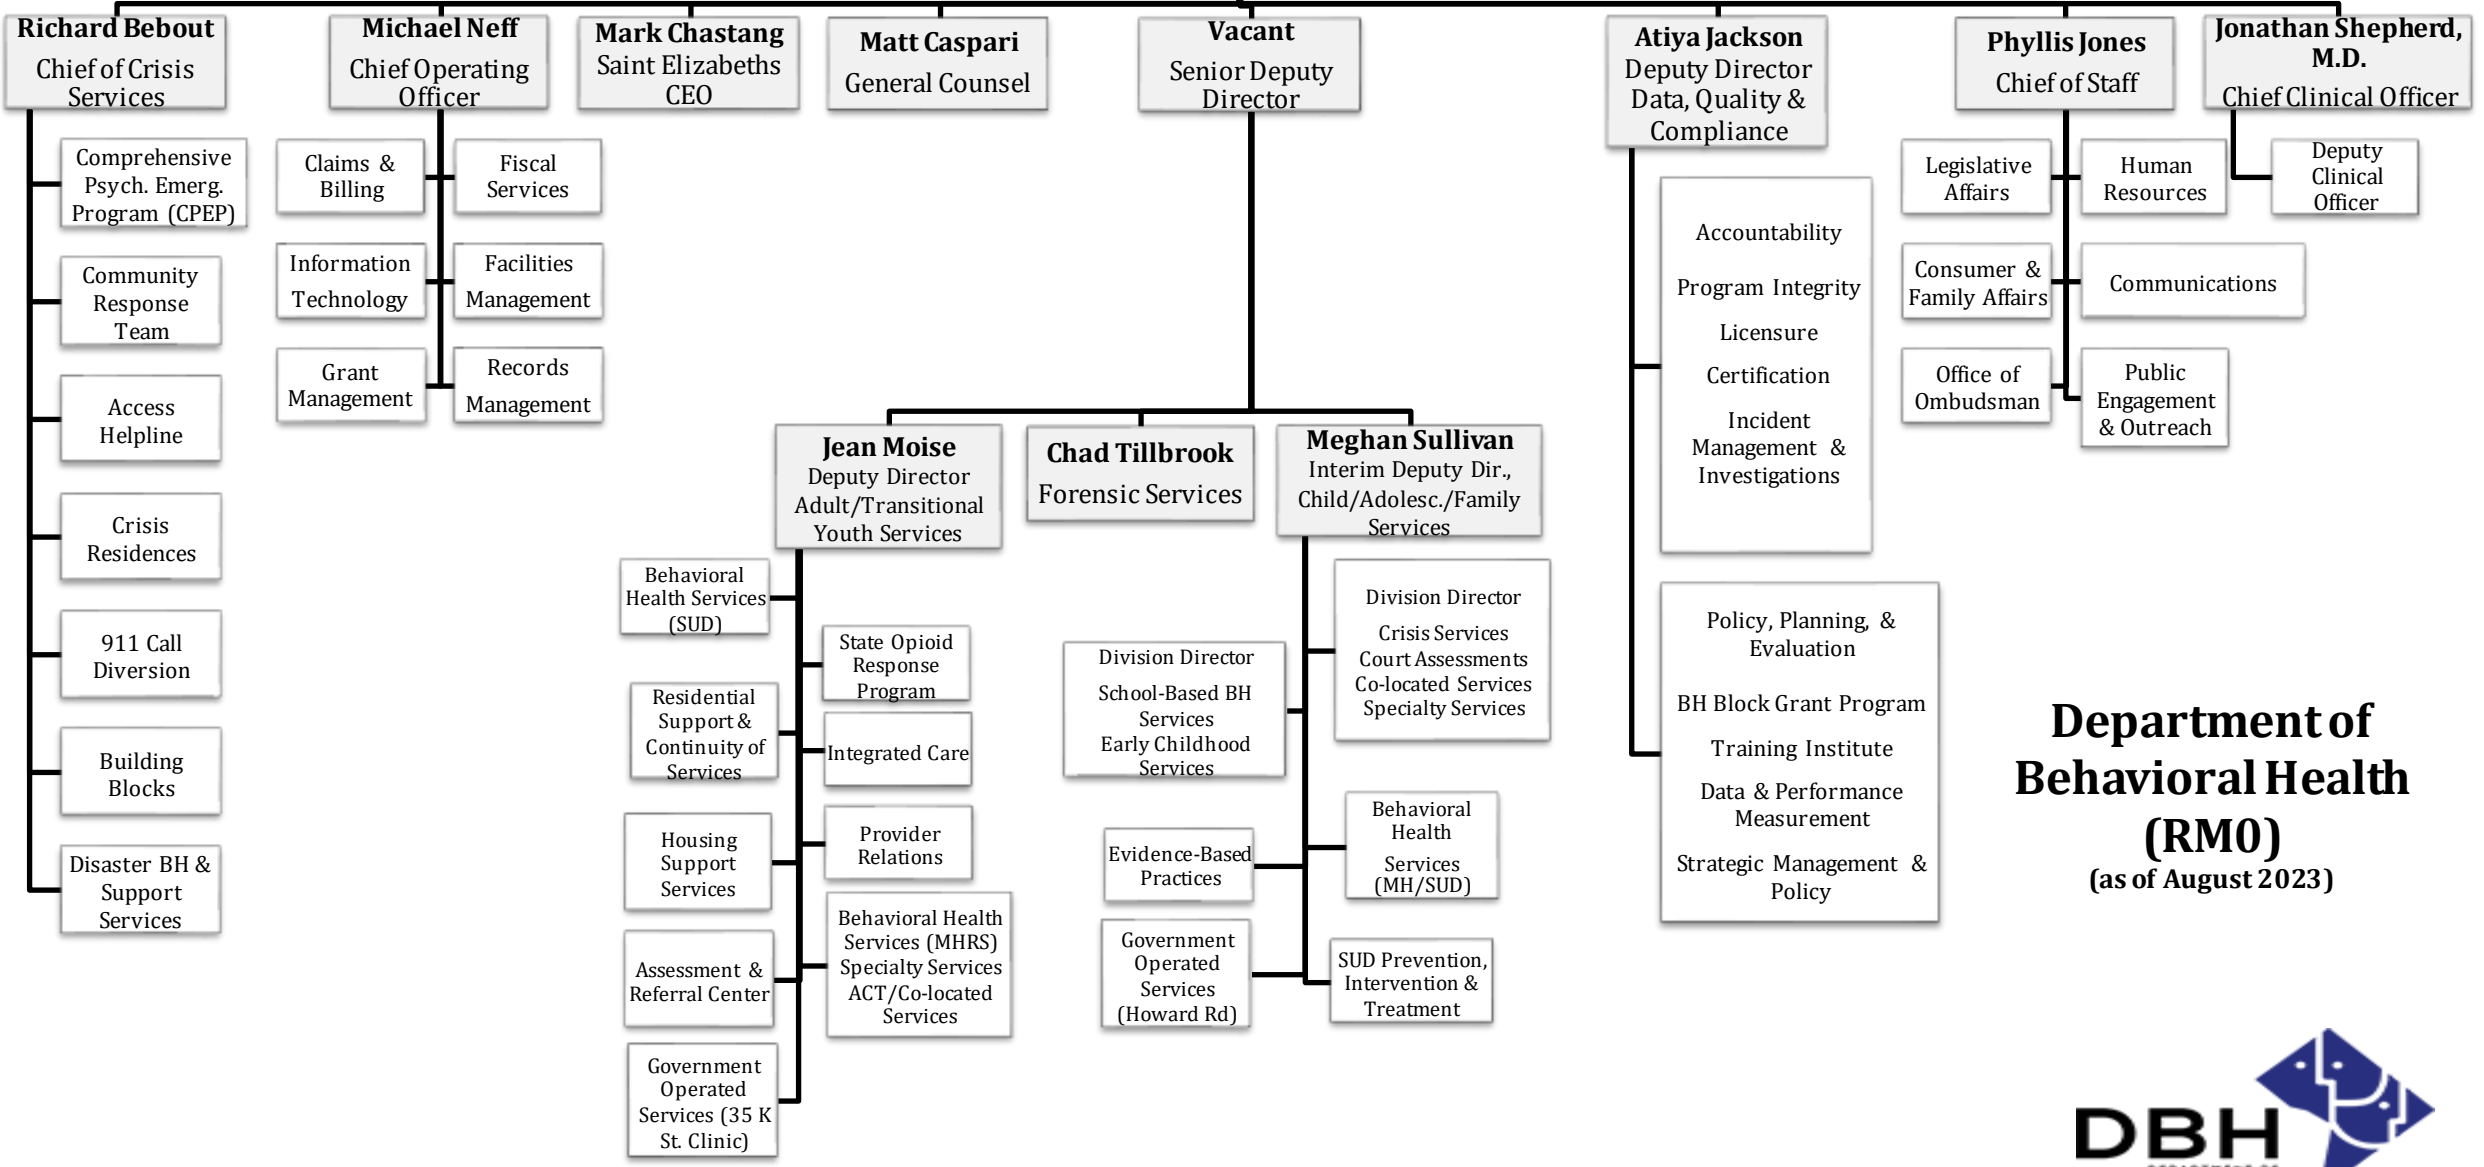 Richard Bebout
Chief of Crisis
Services
Michael Neff
Chief Operating
Officer
Mark Chastang
Saint Elizabeths
CEO
Matt Caspari
General Counsel
Vacant
Senior Deputy
Director
Atiya Jackson
Deputy Director
Data, Quality &
Compliance
Phyllis Jones
Chief of Staff
Jonathan Shepherd,
M.D.
Chief Clinical Officer
Comprehensive
Psych. Emerg.
Program (CPEP)
Community
Response
Team
Access
Helpline
Crisis
Residences
911 Call
Diversion
Building
Blocks
Disaster BH &
Support
Services
Claims &
Billing
Fiscal
Services
Information
Technology
Facilities
Management
Grant
Management
Records
Management
Jean Moise
Deputy Director
Adult/Transitional
Youth Services
Chad Tillbrook
Forensic Services
Meghan Sullivan
Interim Deputy Dir.,
Child/Adolesc./Family
Services
Behavioral
Health Services
(SUD)
State Opioid
Response
Program
Residential
Support &
Continuity of
Services
Integrated Care
Housing
Support
Services
Provider
Relations
Assessment &
Referral Center
Behavioral Health
Services (MHRS)
Specialty Services
ACT/Co-located
Services
Government
Operated
Services (35 K
St. Clinic)
Division Director
Crisis Services
Court Assessments
Co-located Services
Specialty Services
Division Director
School-Based BH
Services
Early Childhood
Services
Behavioral
Health
Services
(MH/SUD)
Evidence-Based
Practices
Government
Operated
Services
(Howard Rd)
SUD Prevention,
Intervention &
Treatment
Accountability
Program Integrity
Licensure
Certification
Incident
Management &
Investigations
Policy, Planning, &
Evaluation
BH Block Grant Program
Training Institute
Data & Performance
Measurement
Strategic Management &
Policy
Legislative
Affairs
Human
Resources
Consumer &
Family Affairs
Communications
Office of
Ombudsman
Public
Engagement
& Outreach
Deputy
Clinical
Officer
Department of
Behavioral Health
(RM0)
(as of August 2023)
DBH